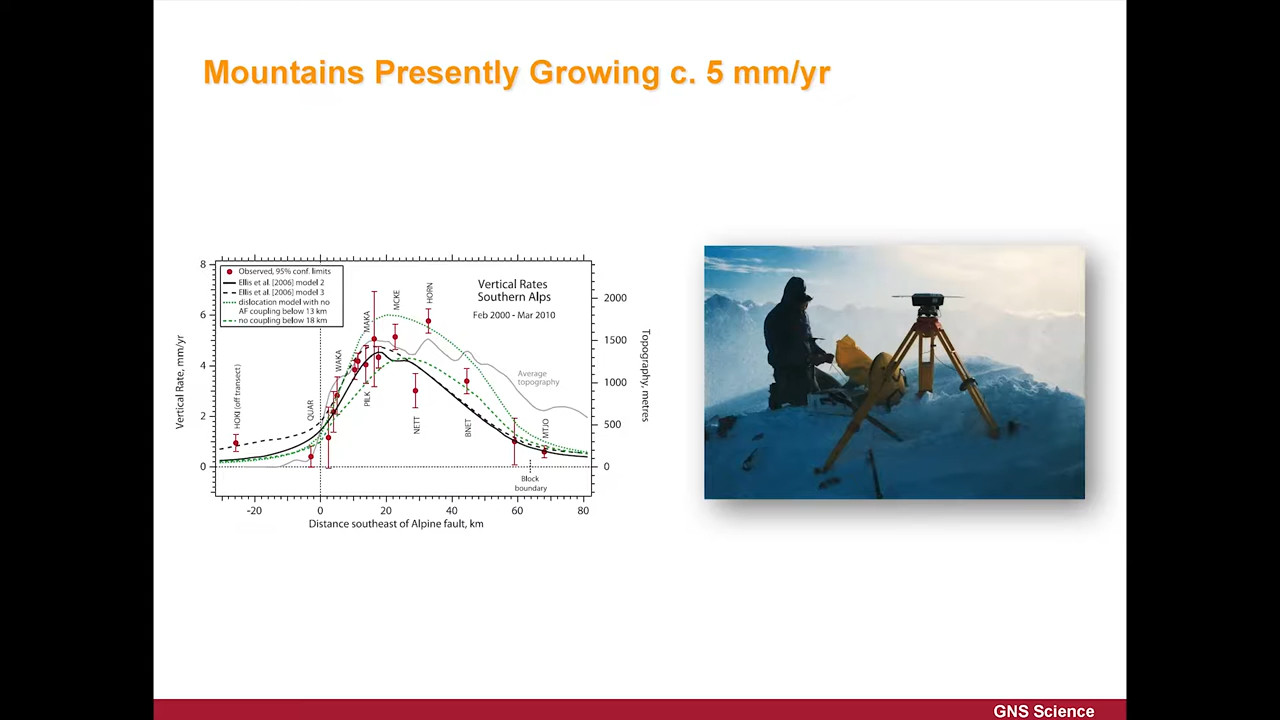 Mountains Presently Growing c. 5 mm/yr
Observed, 95% conf. limits
Ellis et al. [2006] model 2
Ellis et al. [2006] model 3
dislocation model with no
AF coupling below 13 km
no coupling below 18 km
Vertical Rates
Southern Alps
Feb 2000 - Mar 2010
Vertical Rate, mm/yr
8
6
4
2
0
HOKI (off transect)
QUAR
WAKA
MAKA
PILK
MCKE
NETT
HORN
BNET
MTJO
Average
topography
Block
boundary
2000
1500
1000
500
0
Topography, metres
-20 0 20 40 60 80
Distance southeast of Alpine fault, km
GNS Science